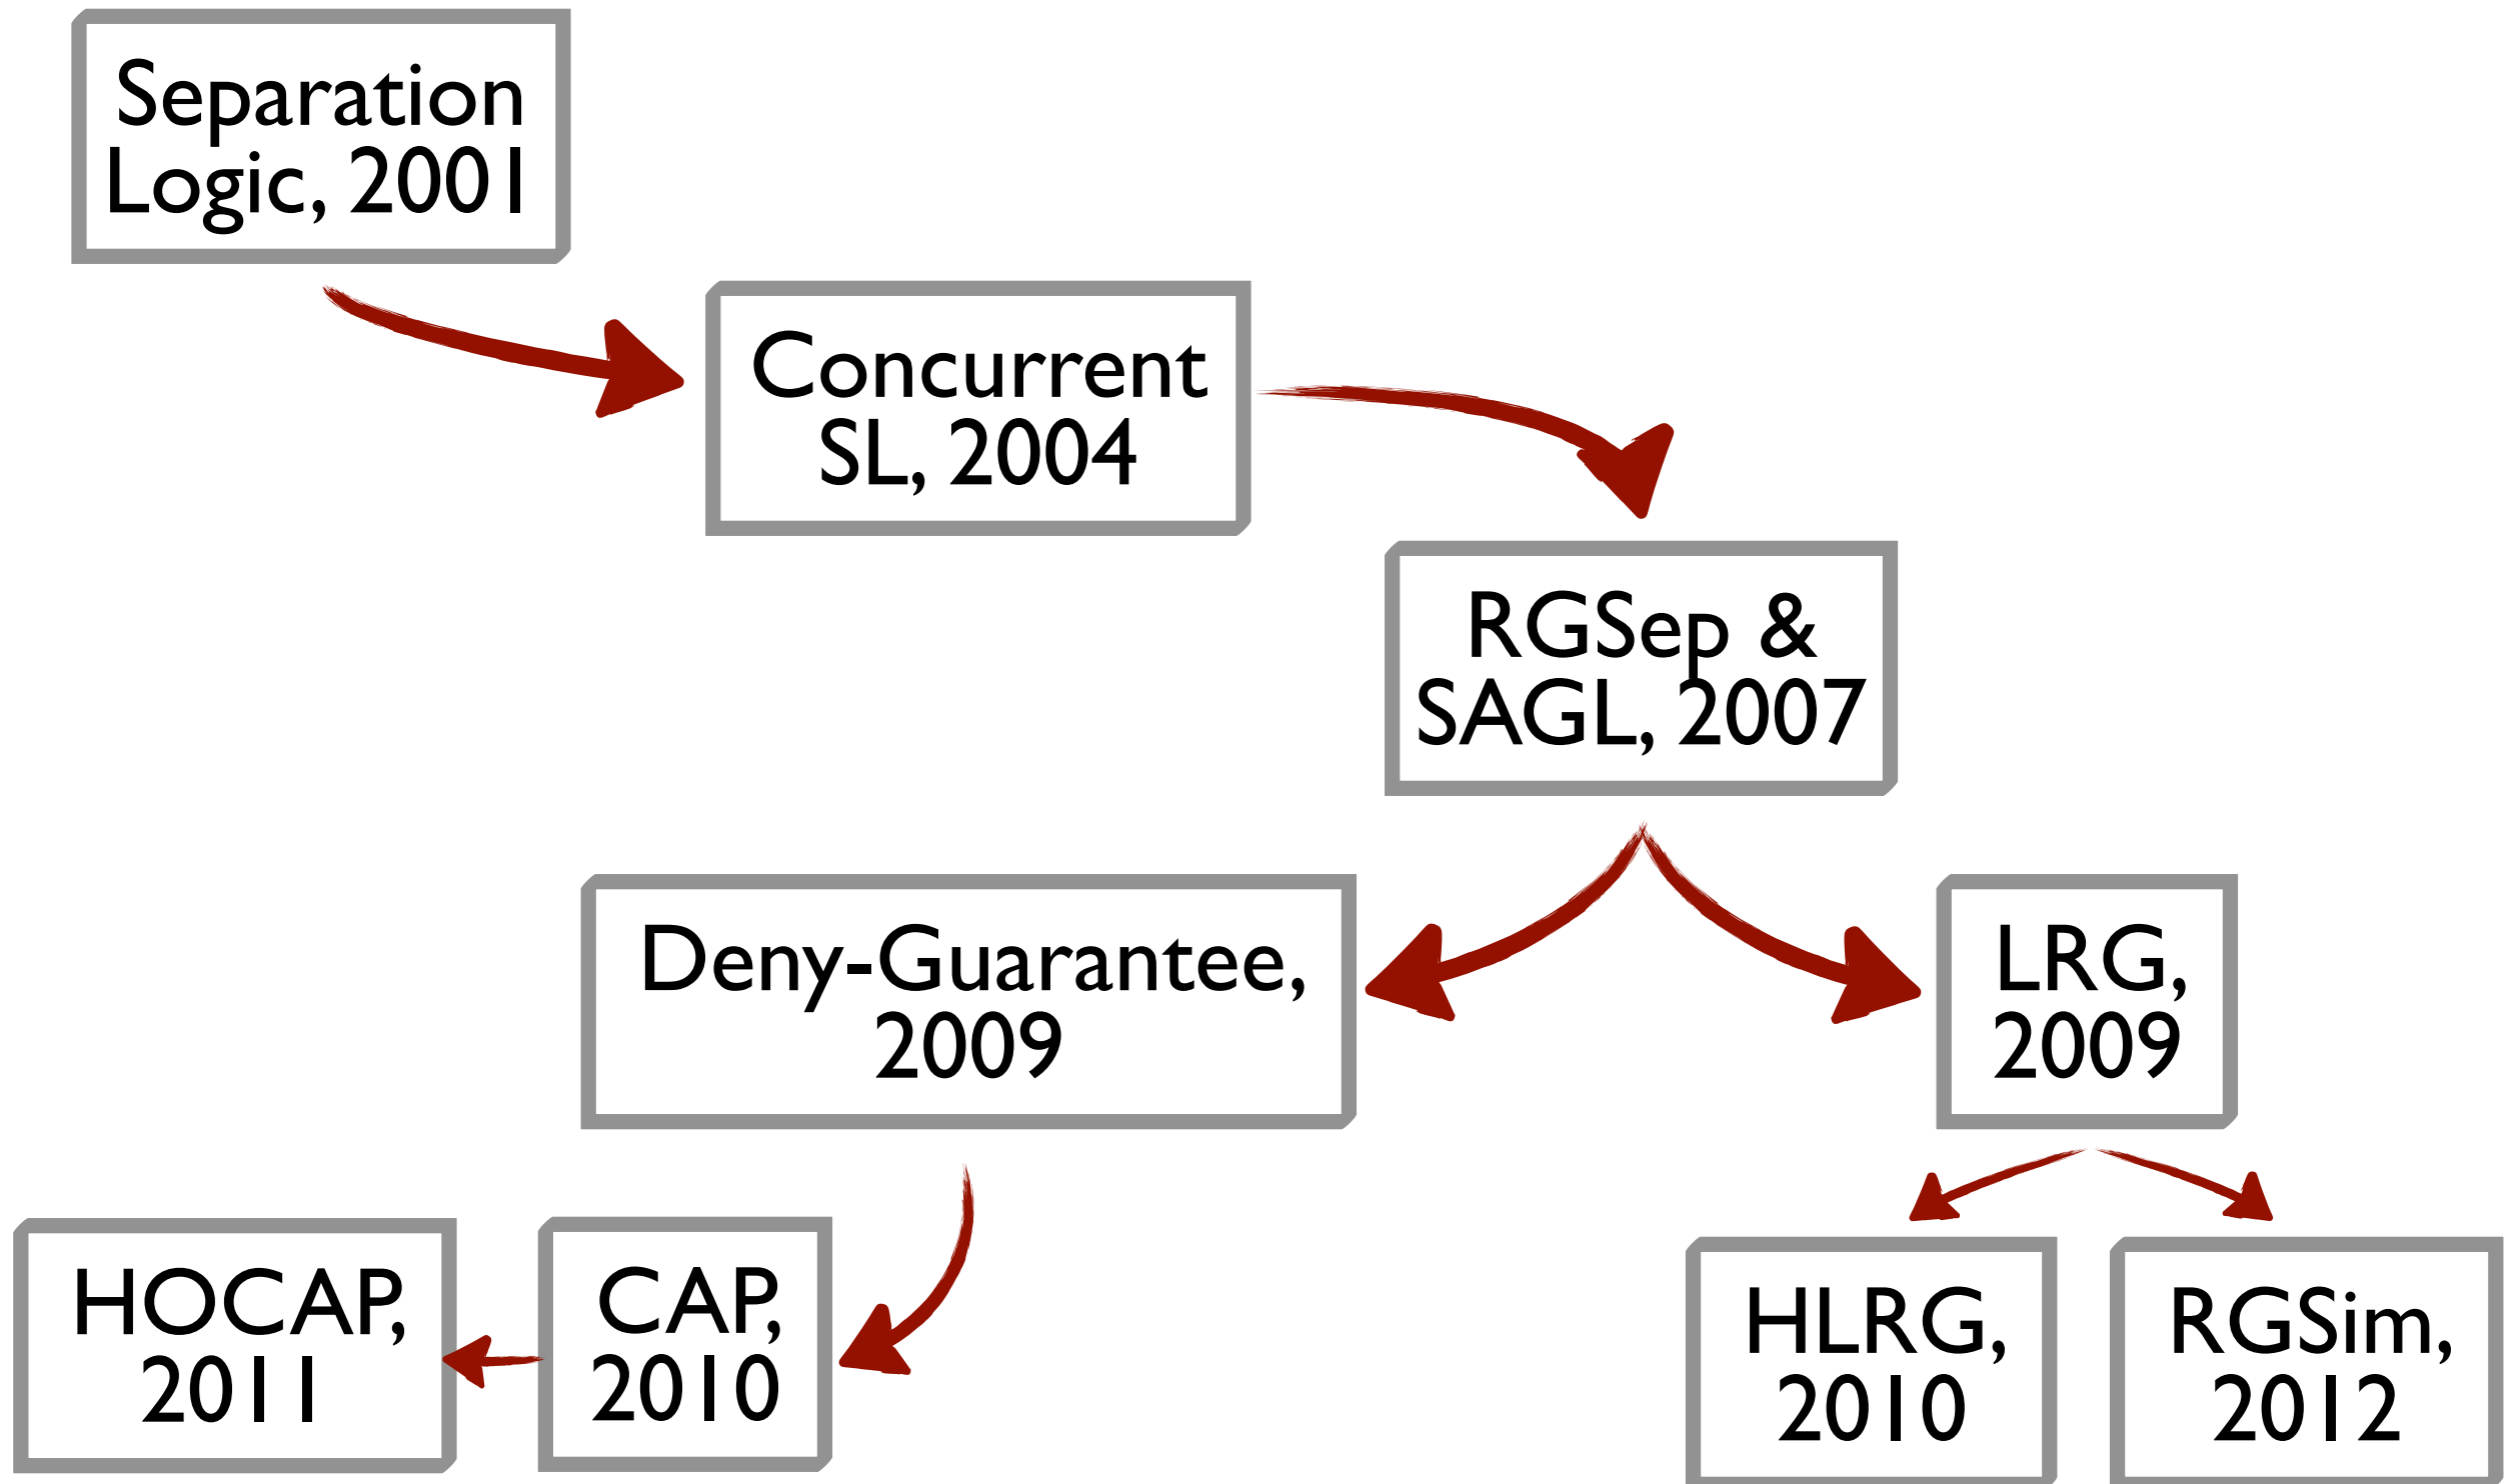 Separation
Logic, 2001
Concurrent
SL, 2004
RGSep &
SAGL, 2007
Deny-Guarantee,
2009
LRG,
2009
HOCAP,
2011
CAP,
2010
HLRG,
2010
RGSim,
2012